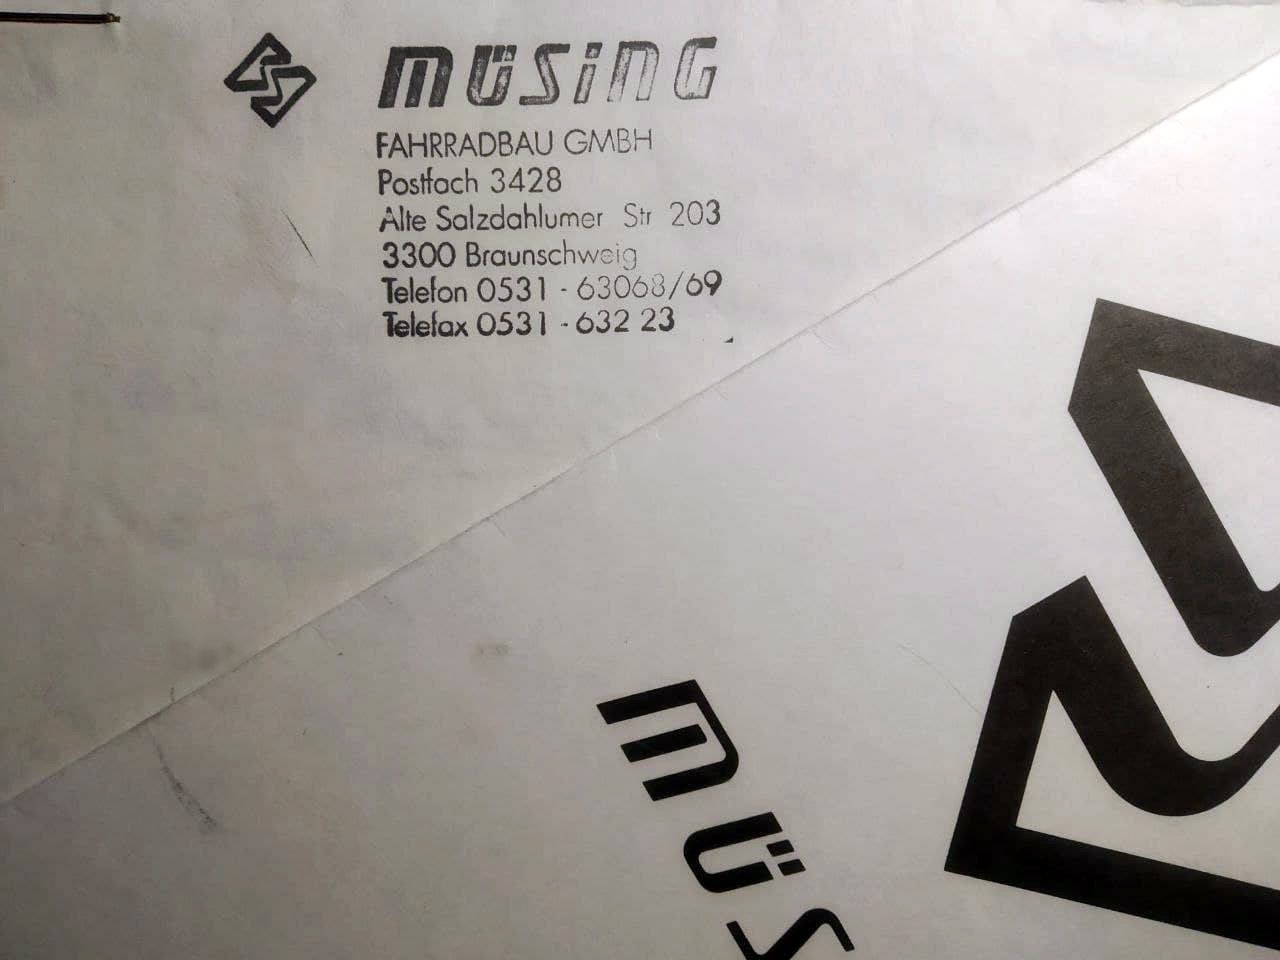 MÜSiNG
FAHRRADBAU GMBH
Postfach 3428
Alte Salzdahlumer Str 203
3300 Braunschweig
Telefon 0531 - 63068/69
Telefax 0531 - 632 23
MÜS